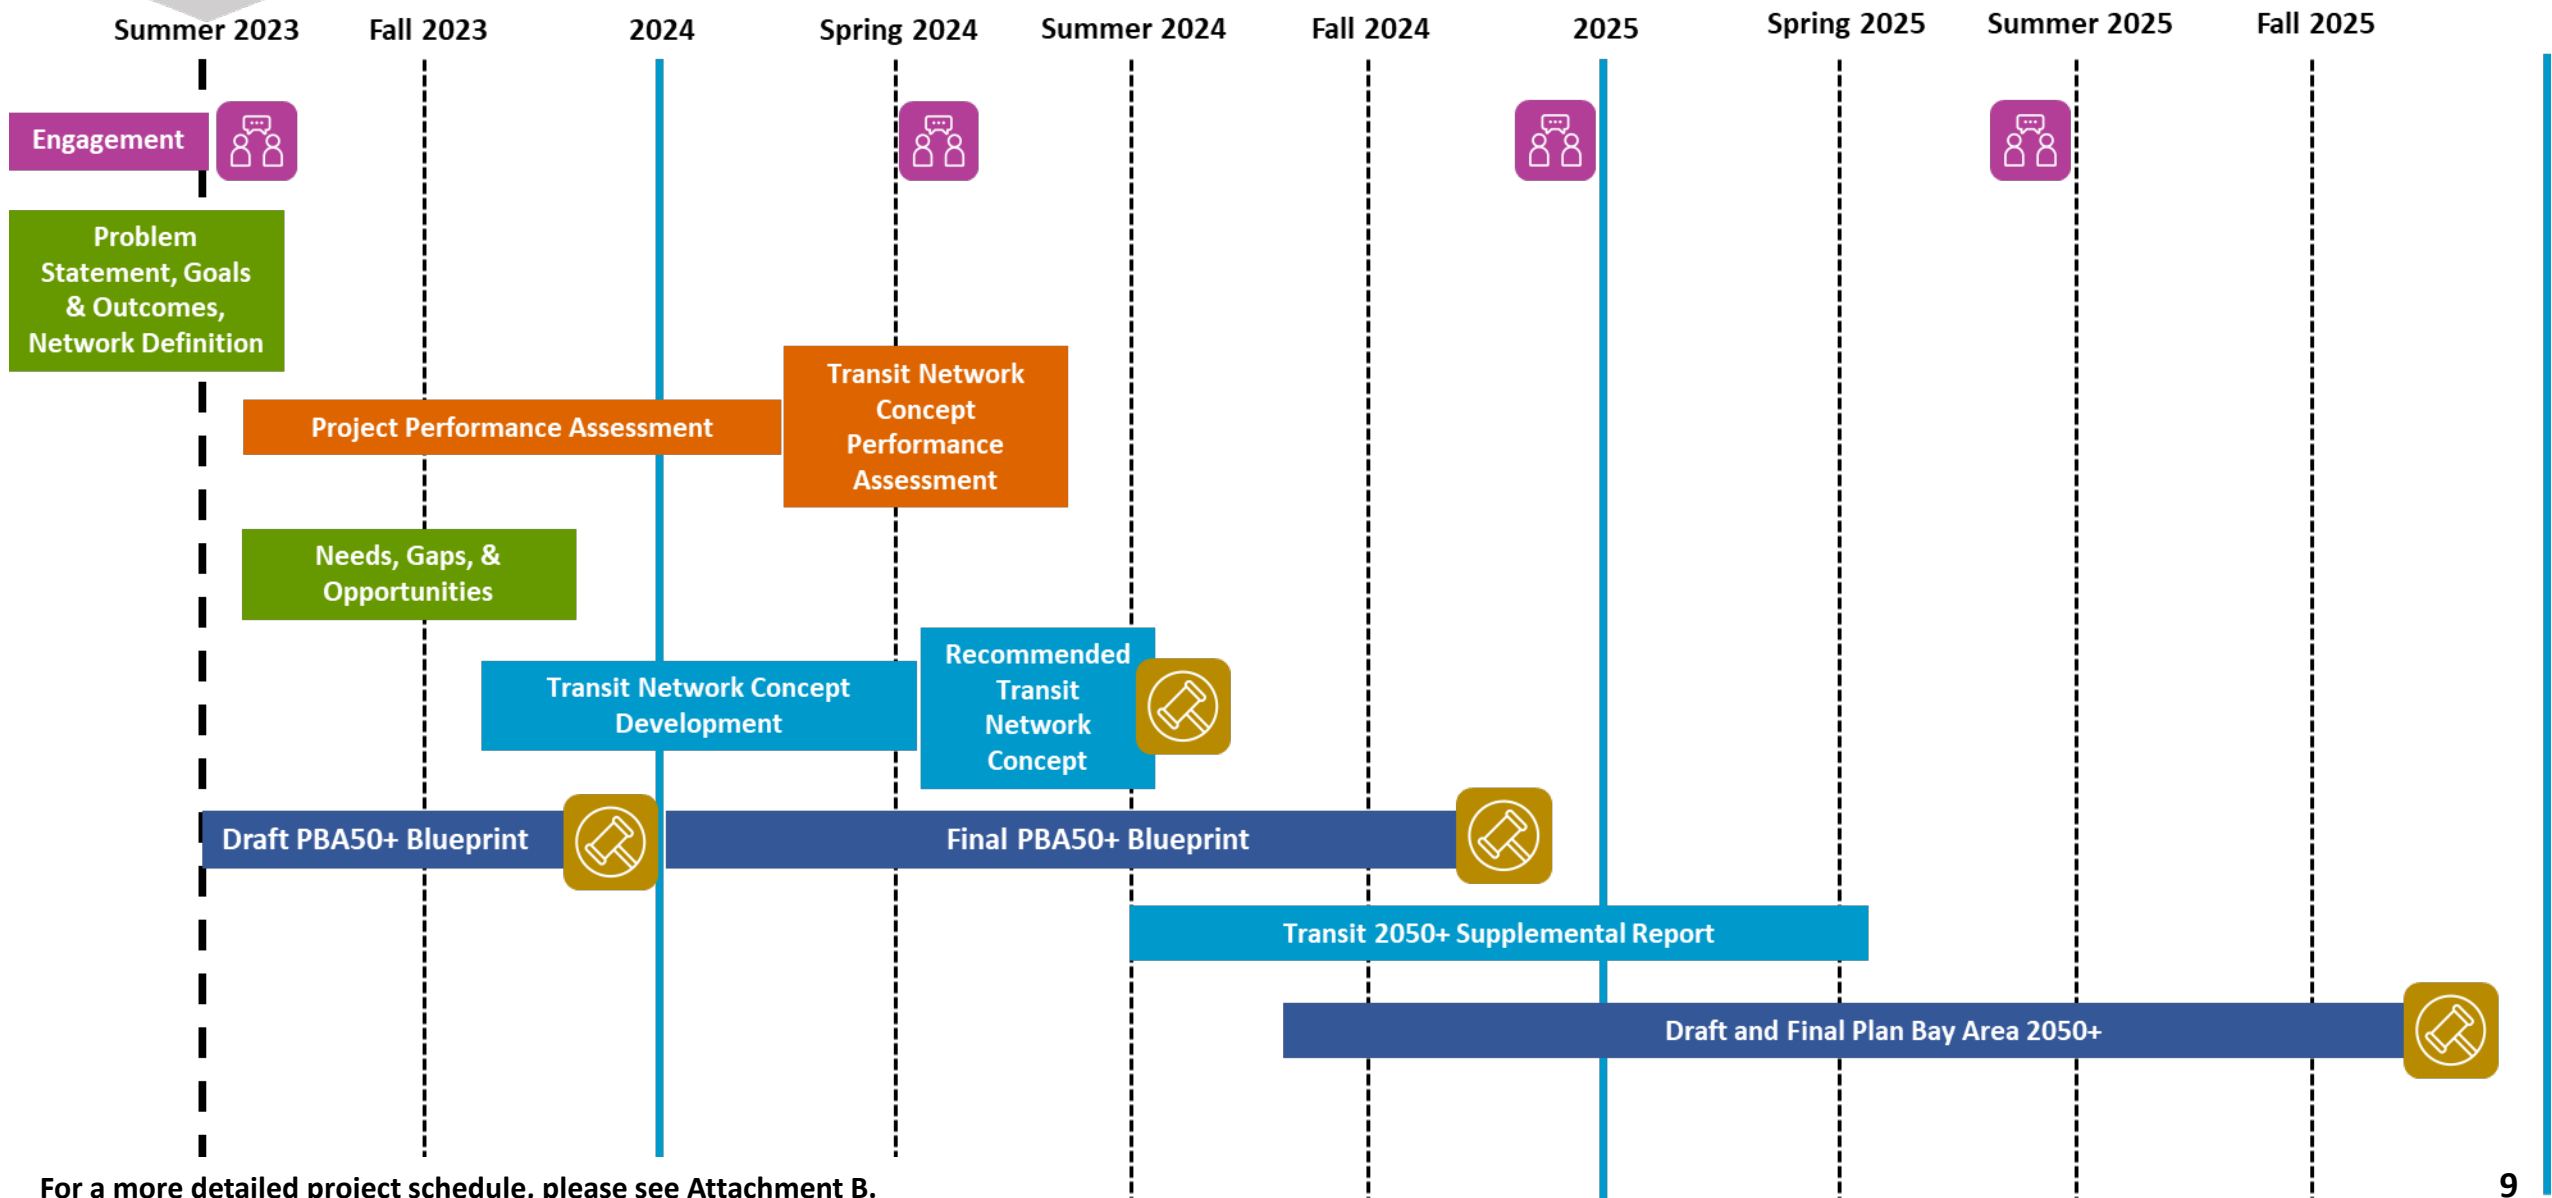 Summer 2023 Fall 2023 2024 Spring 2024 Summer 2024 Fall 2024 2025 Spring 2025 Summer 2025 Fall 2025
Engagement
Problem
Statement, Goals
& Outcomes,
Network Definition
Transit Network
Concept
Performance
Assessment
Project Performance Assessment
Needs, Gaps, &
Opportunities
Transit Network Concept
Development
Recommended
Transit
Network
Concept
Draft PBA50+ Blueprint
Final PBA50+ Blueprint
Transit 2050+ Supplemental Report
Draft and Final Plan Bay Area 2050+
For a more detailed project schedule, please see Attachment B.
9